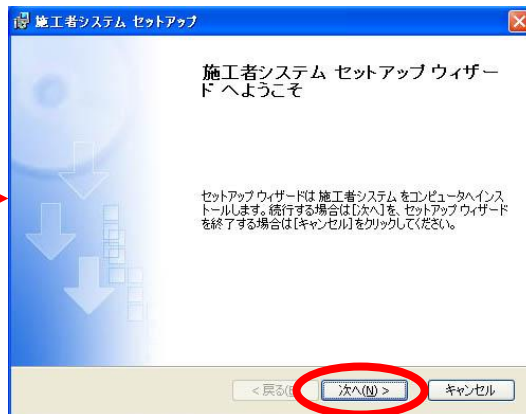 施工者システム セットアップ
施工者システム セットアップ ウィザー
ド へようこそ
セットアップ ウィザードは 施工者システム をコンピュータへインス
トールします。続行する場合は[次へ]を、セットアップ ウィザード
を終了する場合は[キャンセル]をクリックしてください。
< 戻る(
次へ(N) >
キャンセル